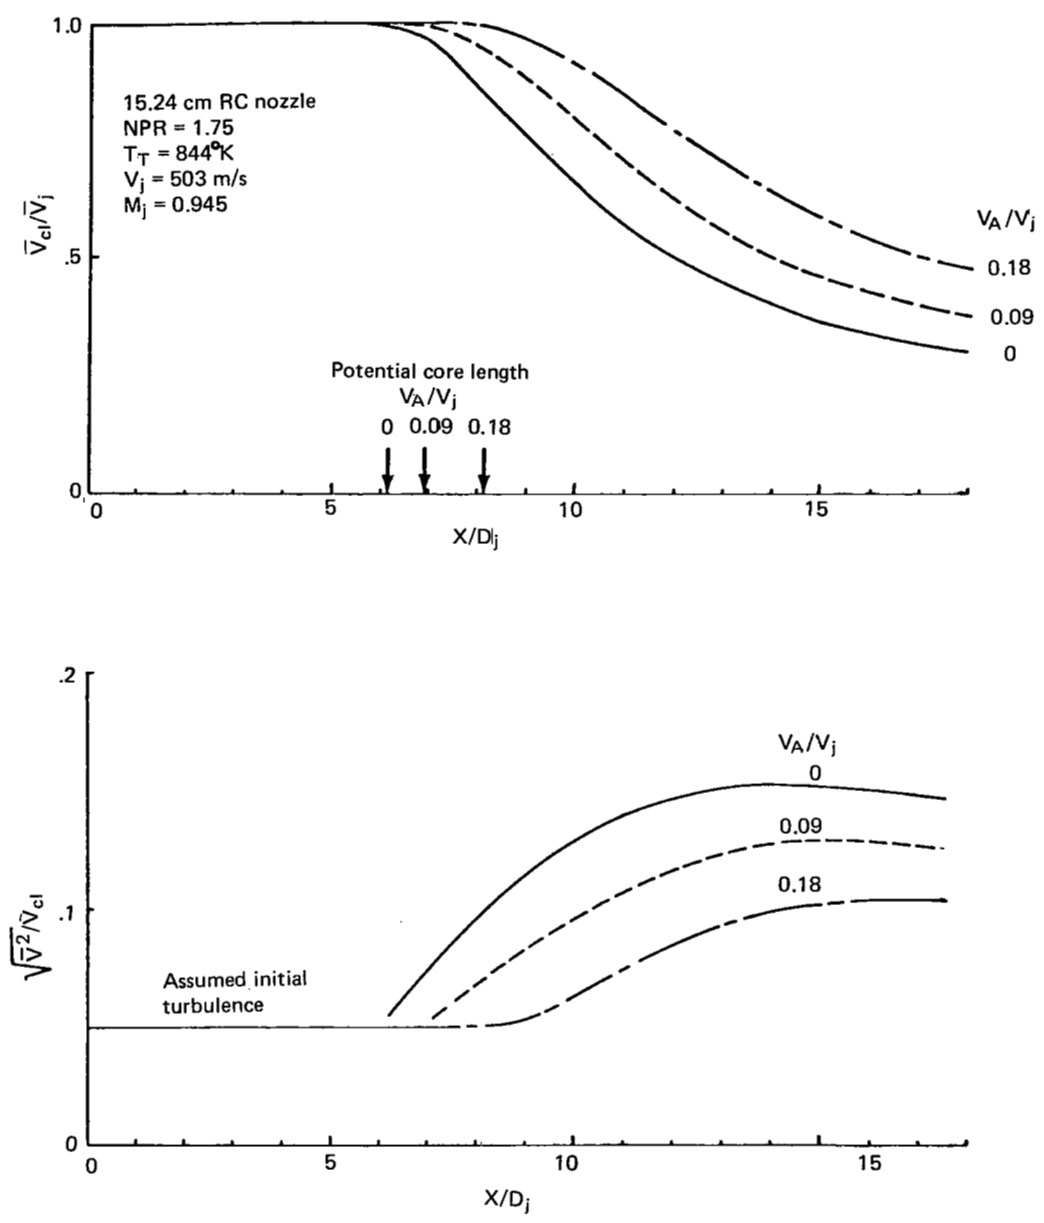 1.0
15.24 cm RC nozzle
NPR = 1.75
T_T = 844°K
V_j = 503 m/s
M_j = 0.945
V̄_cl/V̄_j
.5
V_A/V_j
0.18
0.09
0
Potential core length
V_A/V_j
0 0.09 0.18
0
0 5 10 15
X/D_j
.2
V_A/V_j
0
0.09
0.18
.1
√V̄²/V̄_cl
Assumed initial
turbulence
0
0 5 10 15
X/D_j